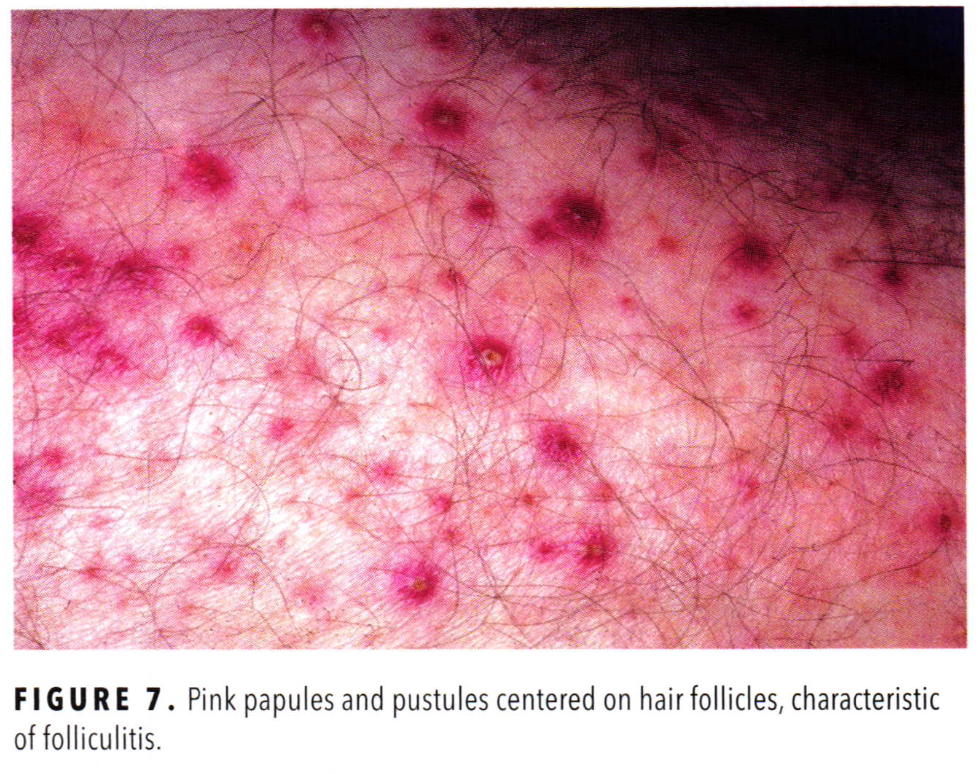 FIGURE 7. Pink papules and pustules centered on hair follicles, characteristic
of folliculitis.